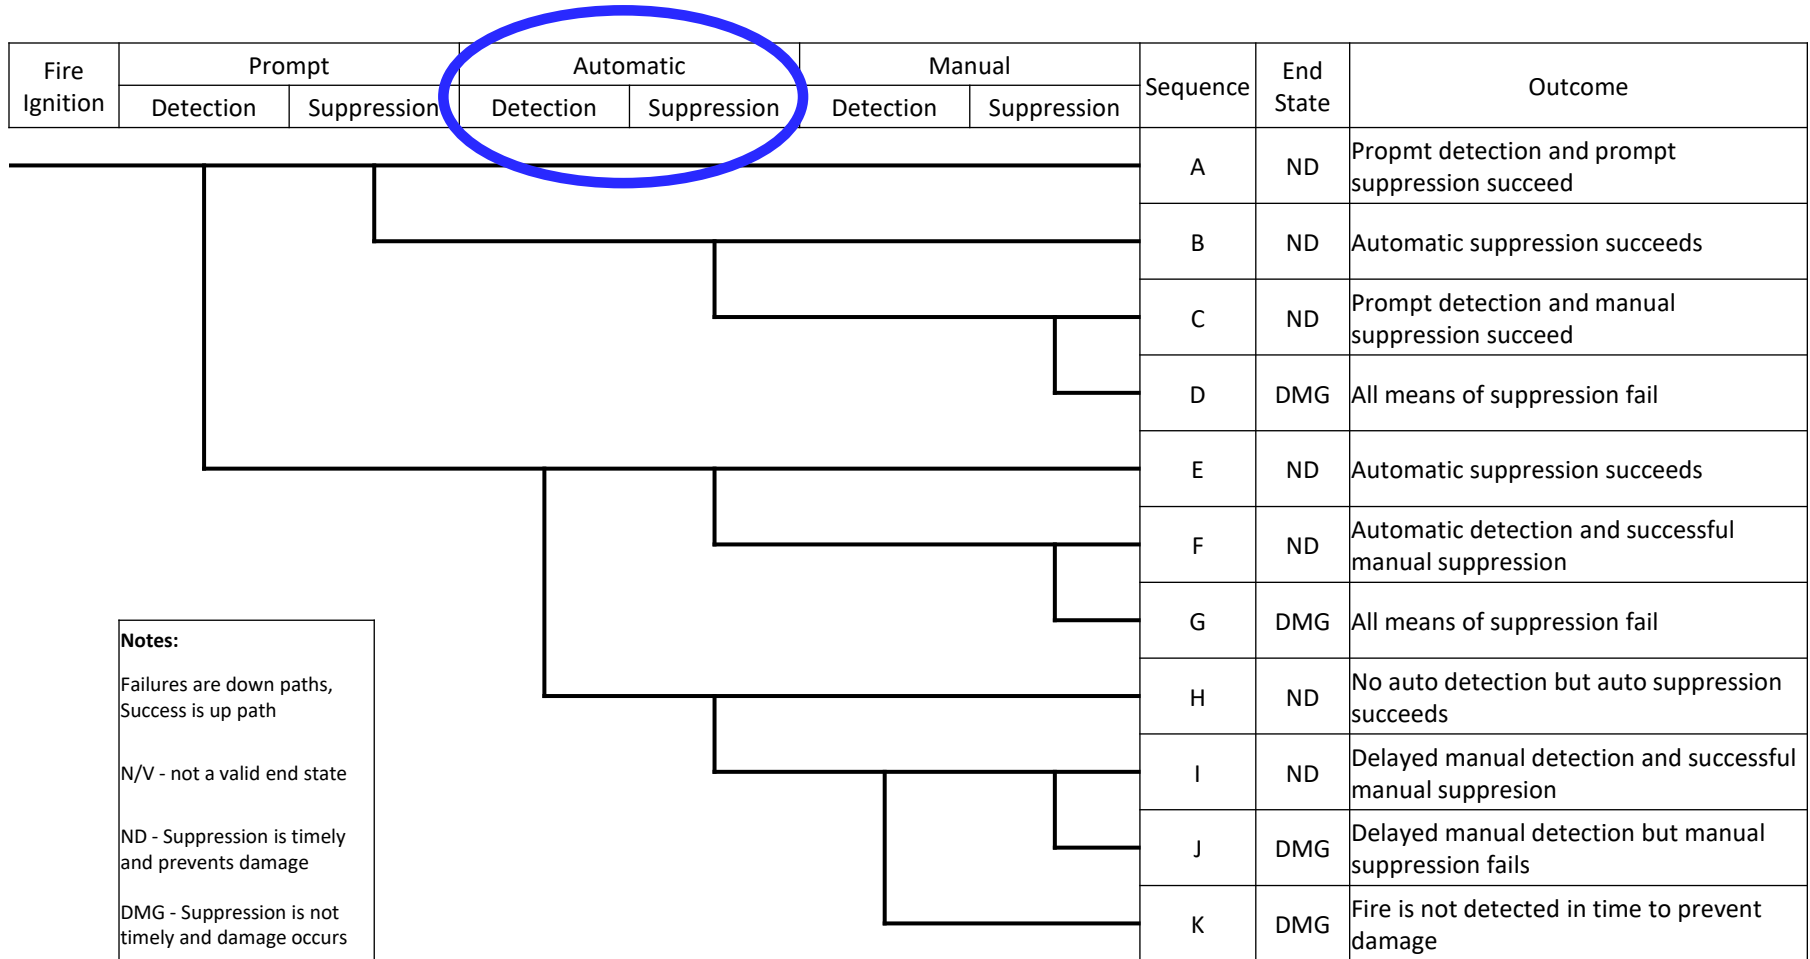 Fire Ignition
Prompt
Automatic
Manual
Sequence
End State
Outcome
Detection
Suppression
Detection
Suppression
Detection
Suppression
A
ND
Propmt detection and prompt
suppression succeed
B
ND
Automatic suppression succeeds
C
ND
Prompt detection and manual
suppression succeed
D
DMG
All means of suppression fail
E
ND
Automatic suppression succeeds
F
ND
Automatic detection and successful
manual suppression
G
DMG
All means of suppression fail
H
ND
No auto detection but auto suppression
succeeds
I
ND
Delayed manual detection and successful
manual suppresion
J
DMG
Delayed manual detection but manual
suppression fails
K
DMG
Fire is not detected in time to prevent
damage
Notes:
Failures are down paths,
Success is up path
N/V - not a valid end state
ND - Suppression is timely
and prevents damage
DMG - Suppression is not
timely and damage occurs